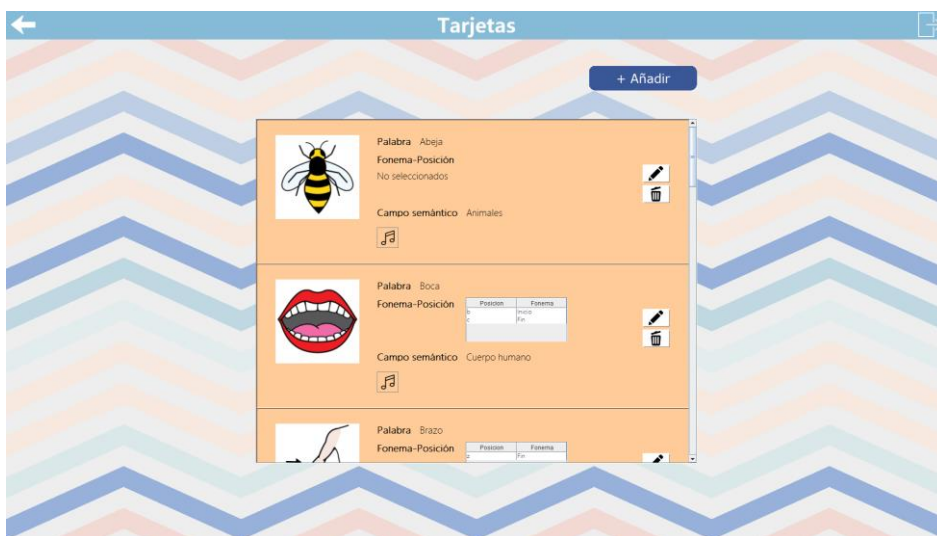 Tarjetas
+ Añadir
Palabra Abeja
Fonema-Posición
No seleccionados
Campo semántico Animales
Palabra Boca
Fonema-Posición
Posicion Fonema
b Inicio
c Fin
Campo semántico Cuerpo humano
Palabra Brazo
Fonema-Posición
Posicion Fonema
Fin